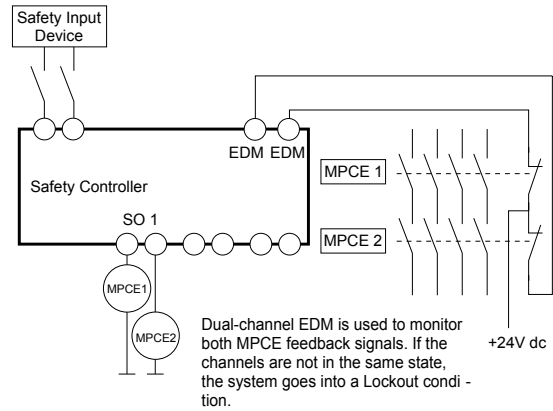 Safety Input
Device
EDM EDM
MPCE 1
Safety Controller
SO 1
MPCE 2
MPCE1
MPCE2
Dual-channel EDM is used to monitor
both MPCE feedback signals. If the
channels are not in the same state,
the system goes into a Lockout condi -
tion.
+24V dc